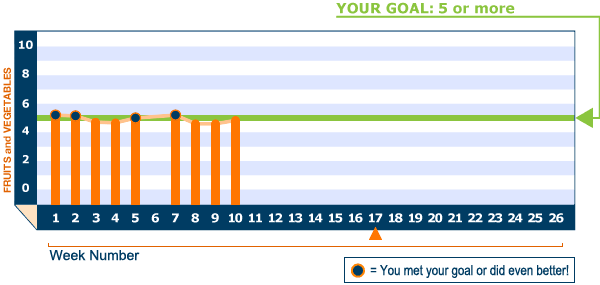 YOUR GOAL: 5 or more
10
8
6
4
2
0
FRUITS and VEGETABLES
1 2 3 4 5 6 7 8 9 10 11 12 13 14 15 16 17 18 19 20 21 22 23 24 25 26
Week Number
= You met your goal or did even better!